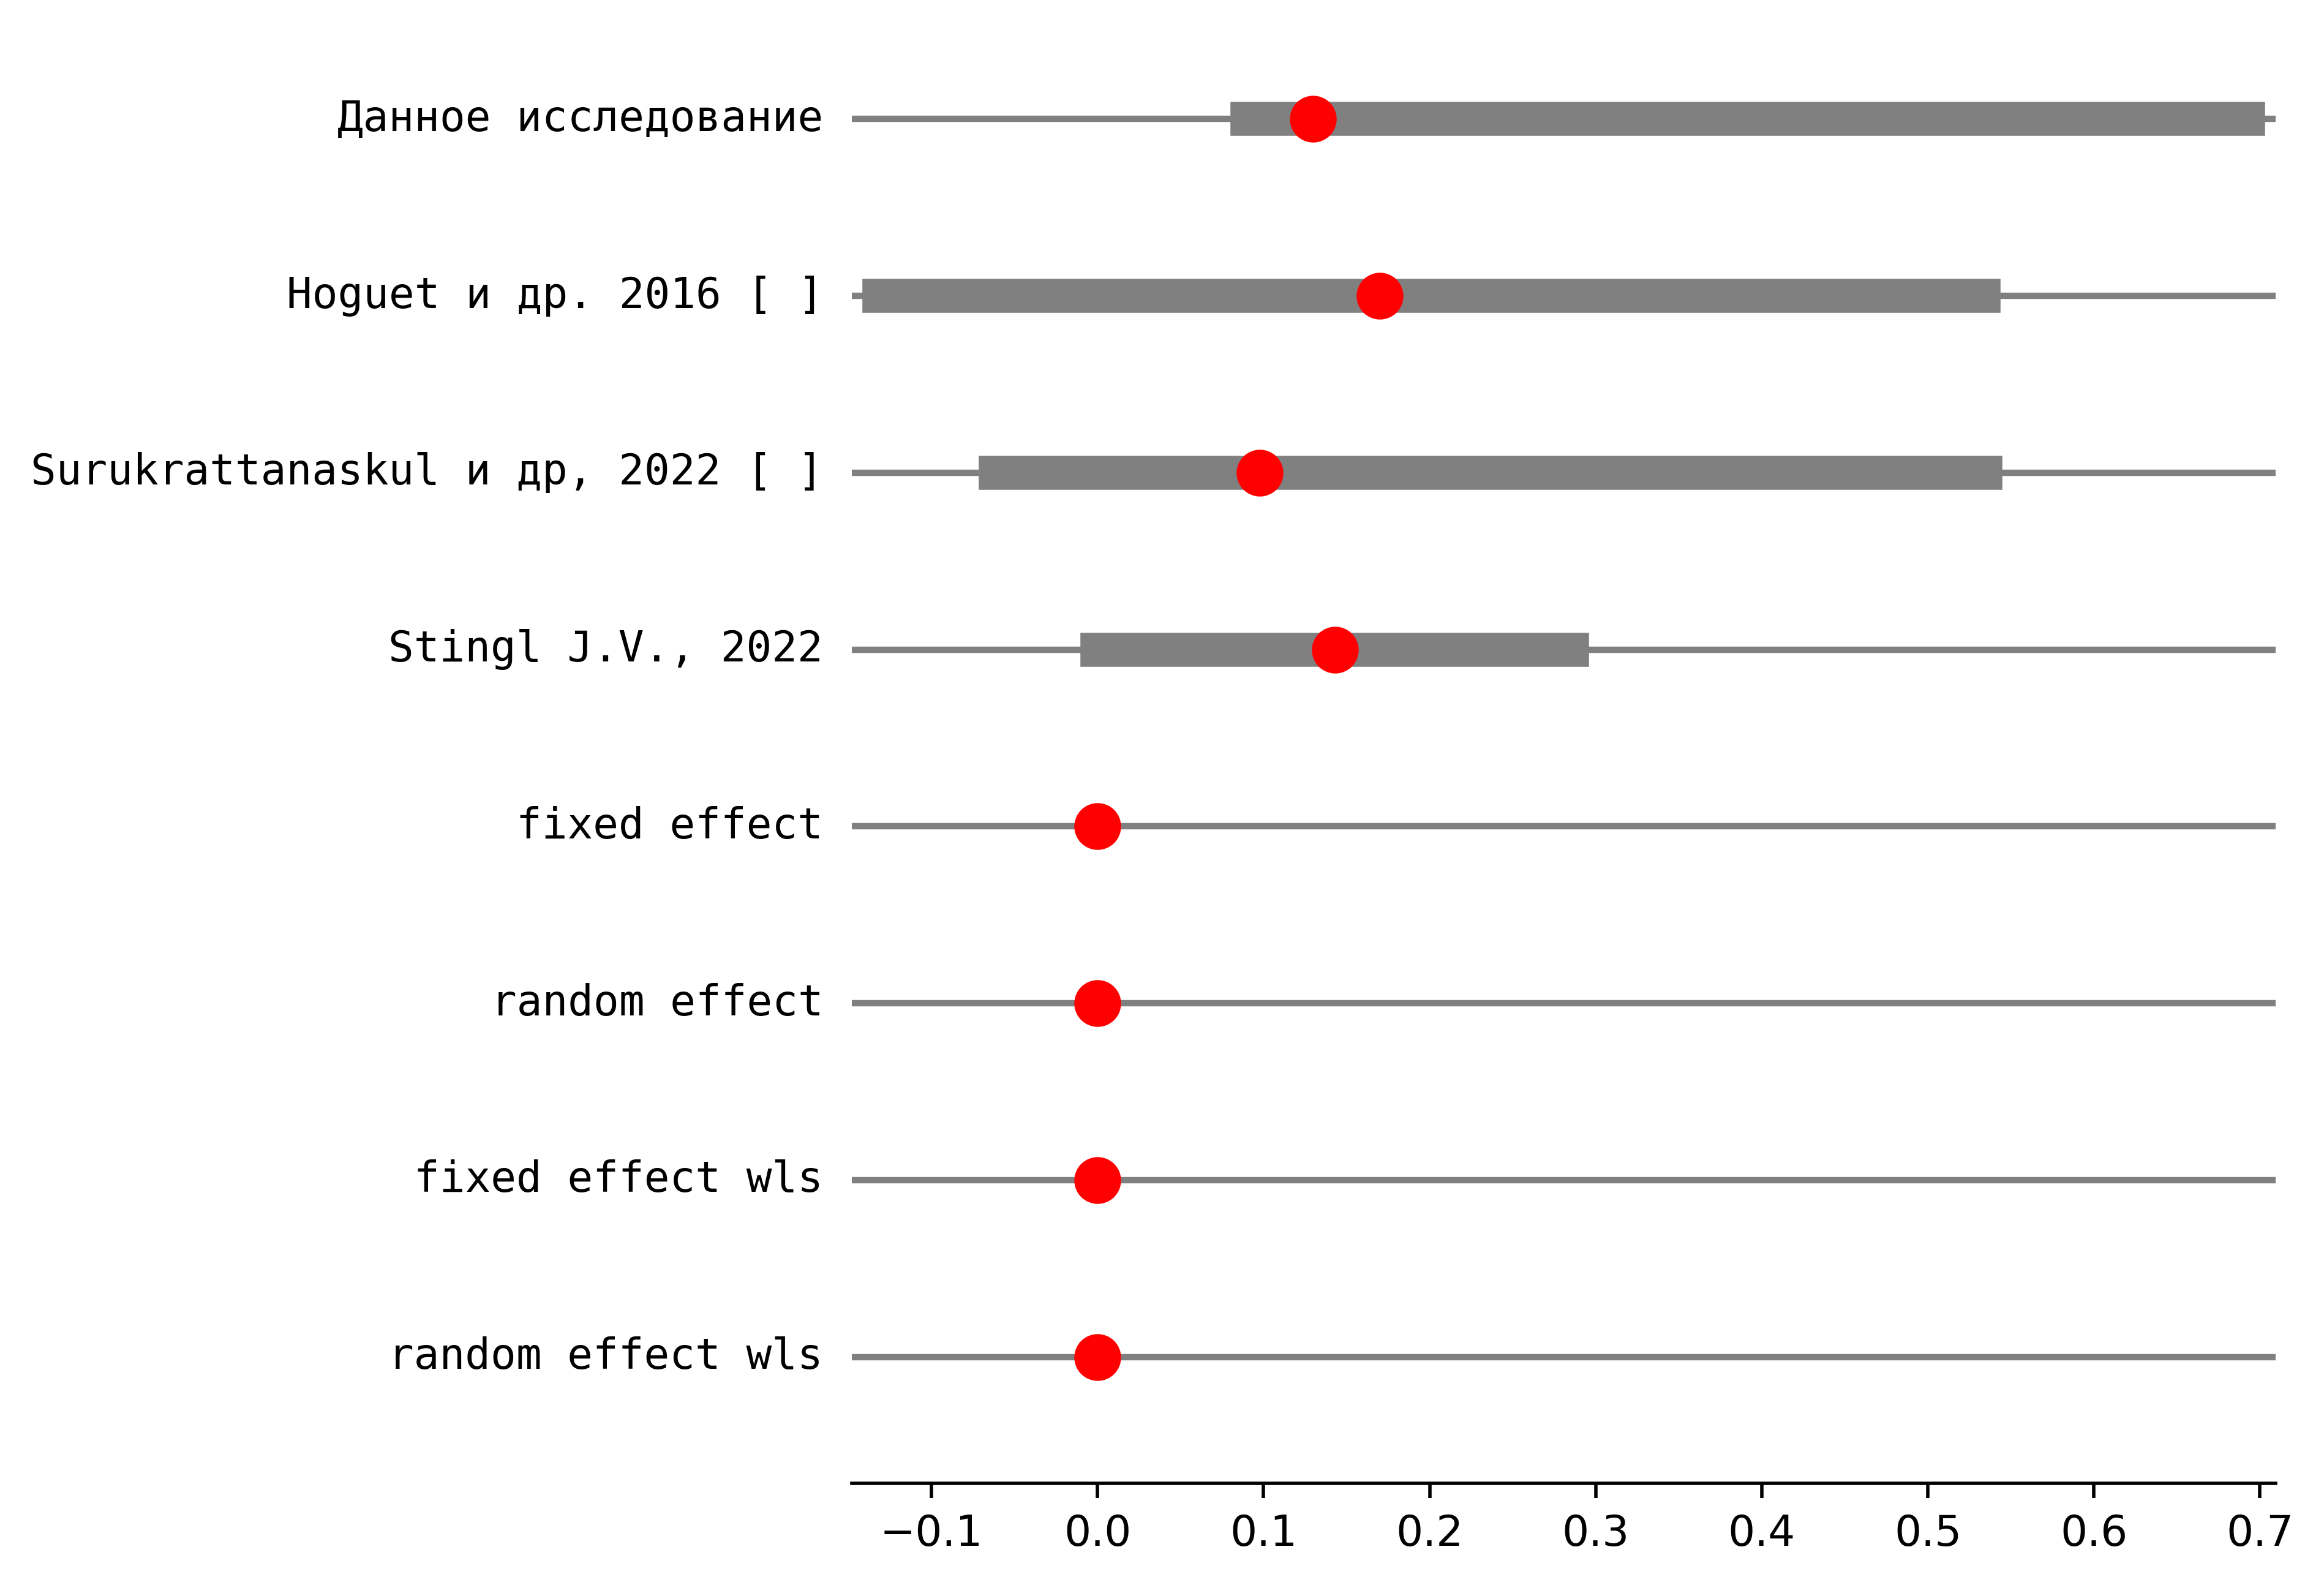 Данное исследование
Hoguet и др. 2016 [ ]
Surukrattanaskul и др, 2022 [ ]
Stingl J.V., 2022
fixed effect
random effect
fixed effect wls
random effect wls
−0.1 0.0 0.1 0.2 0.3 0.4 0.5 0.6 0.7